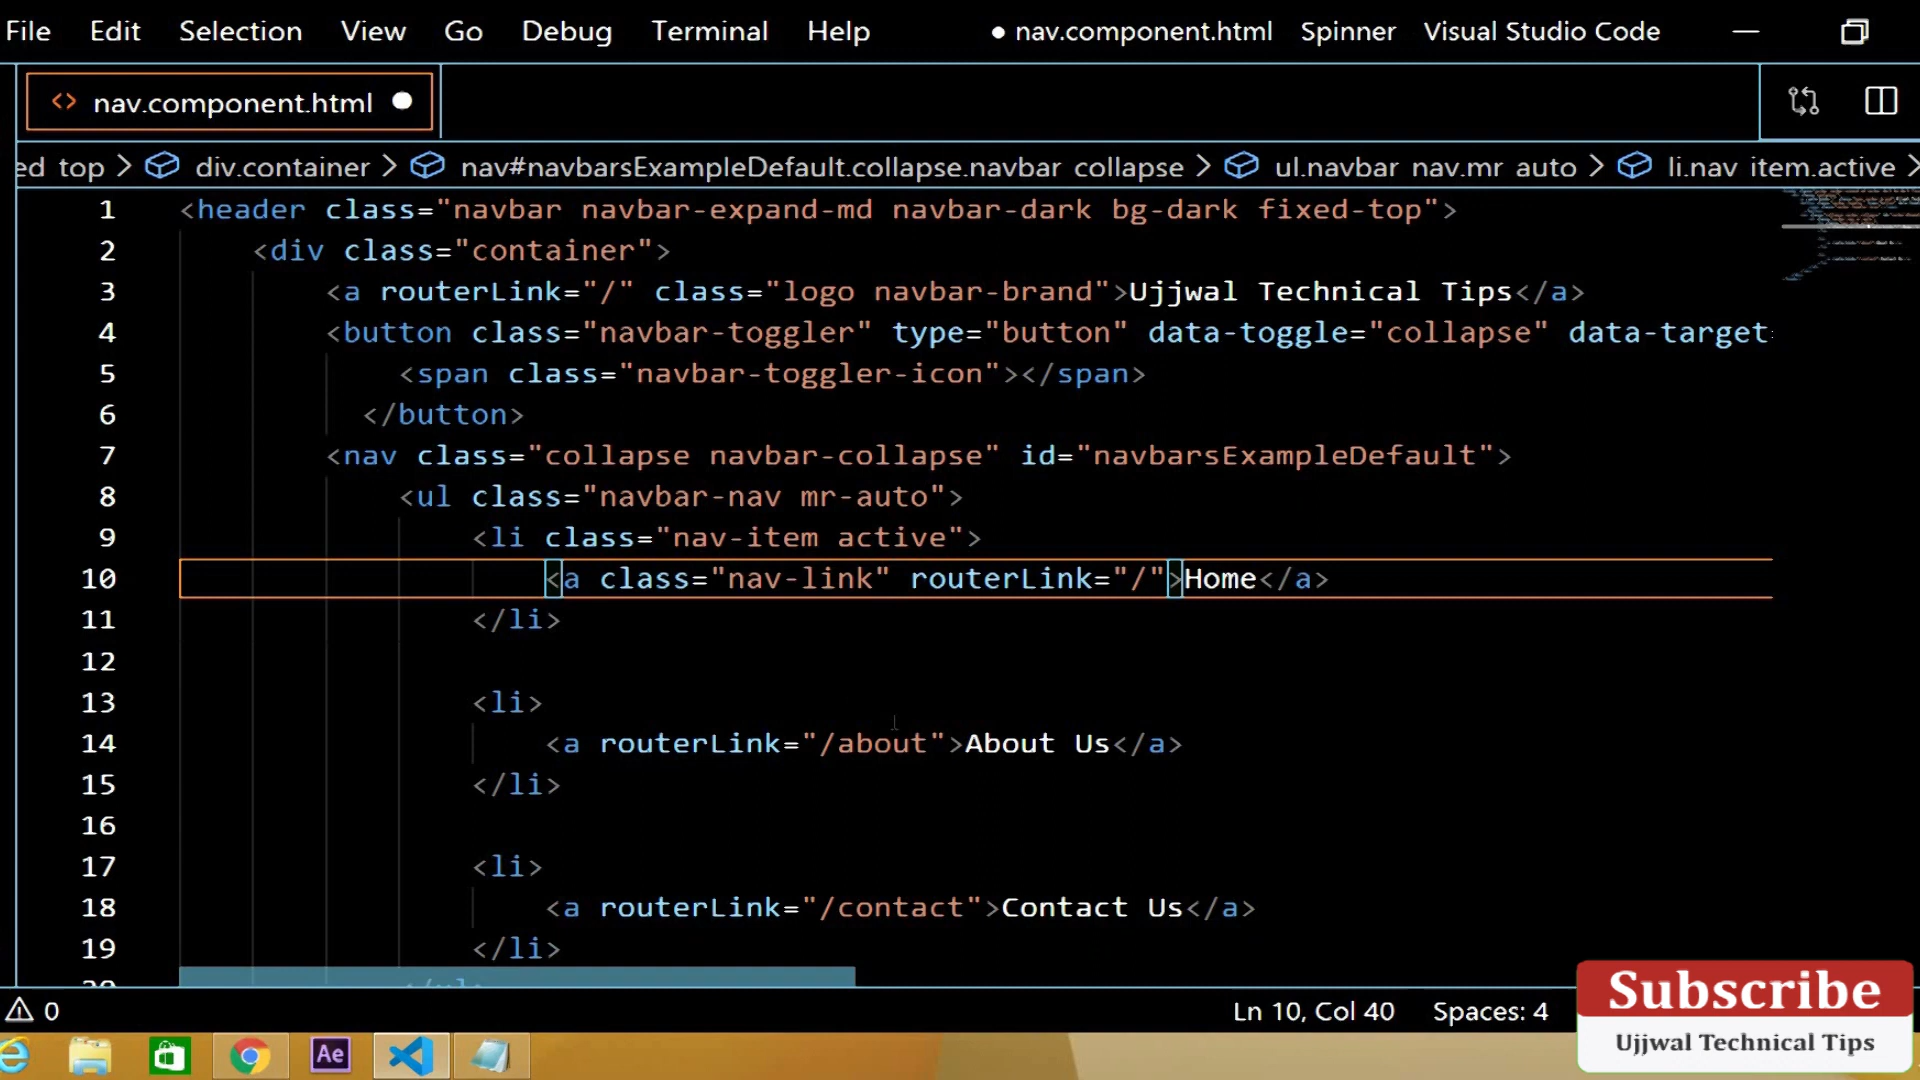 File Edit Selection View Go Debug Terminal Help ● nav.component.html Spinner Visual Studio Code
<> nav.component.html ●
ed top > div.container > nav#navbarsExampleDefault.collapse.navbar collapse > ul.navbar nav.mr auto > li.nav item.active >
1 <header class="navbar navbar-expand-md navbar-dark bg-dark fixed-top">
2 <div class="container">
3 <a routerLink="/" class="logo navbar-brand">Ujjwal Technical Tips</a>
4 <button class="navbar-toggler" type="button" data-toggle="collapse" data-target
5 <span class="navbar-toggler-icon"></span>
6 </button>
7 <nav class="collapse navbar-collapse" id="navbarsExampleDefault">
8 <ul class="navbar-nav mr-auto">
9 <li class="nav-item active">
10 <a class="nav-link" routerLink="/">Home</a>
11 </li>
12
13 <li>
14 <a routerLink="/about">About Us</a>
15 </li>
16
17 <li>
18 <a routerLink="/contact">Contact Us</a>
19 </li>
0 Ln 10, Col 40 Spaces: 4
Subscribe
Ujjwal Technical Tips
Ae